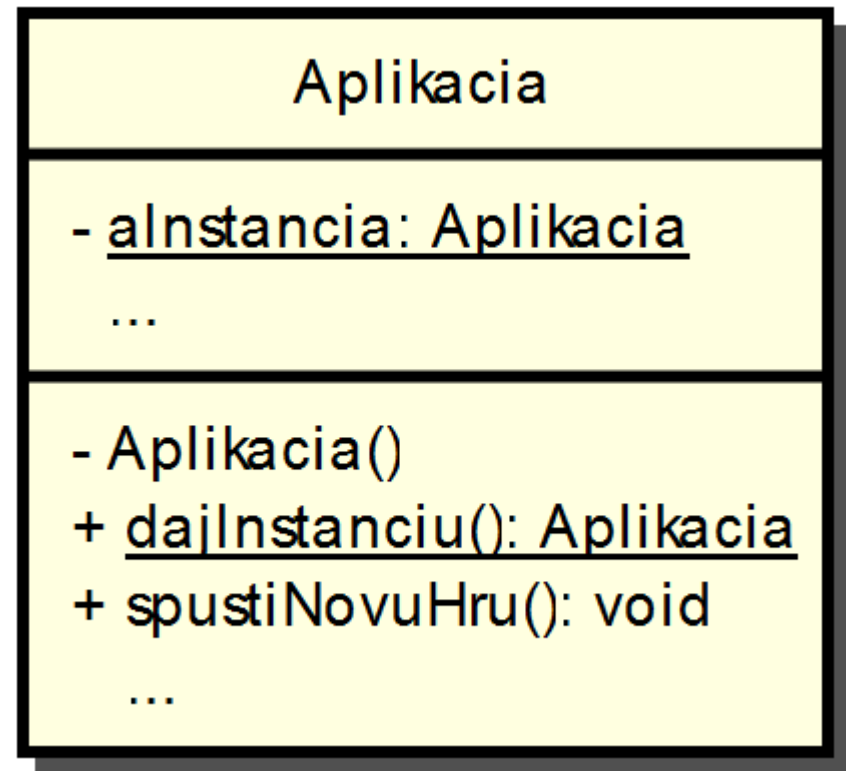 Aplikacia
- aInstancia: Aplikacia
...
- Aplikacia()
+ dajInstanciu(): Aplikacia
+ spustiNovuHru(): void
...